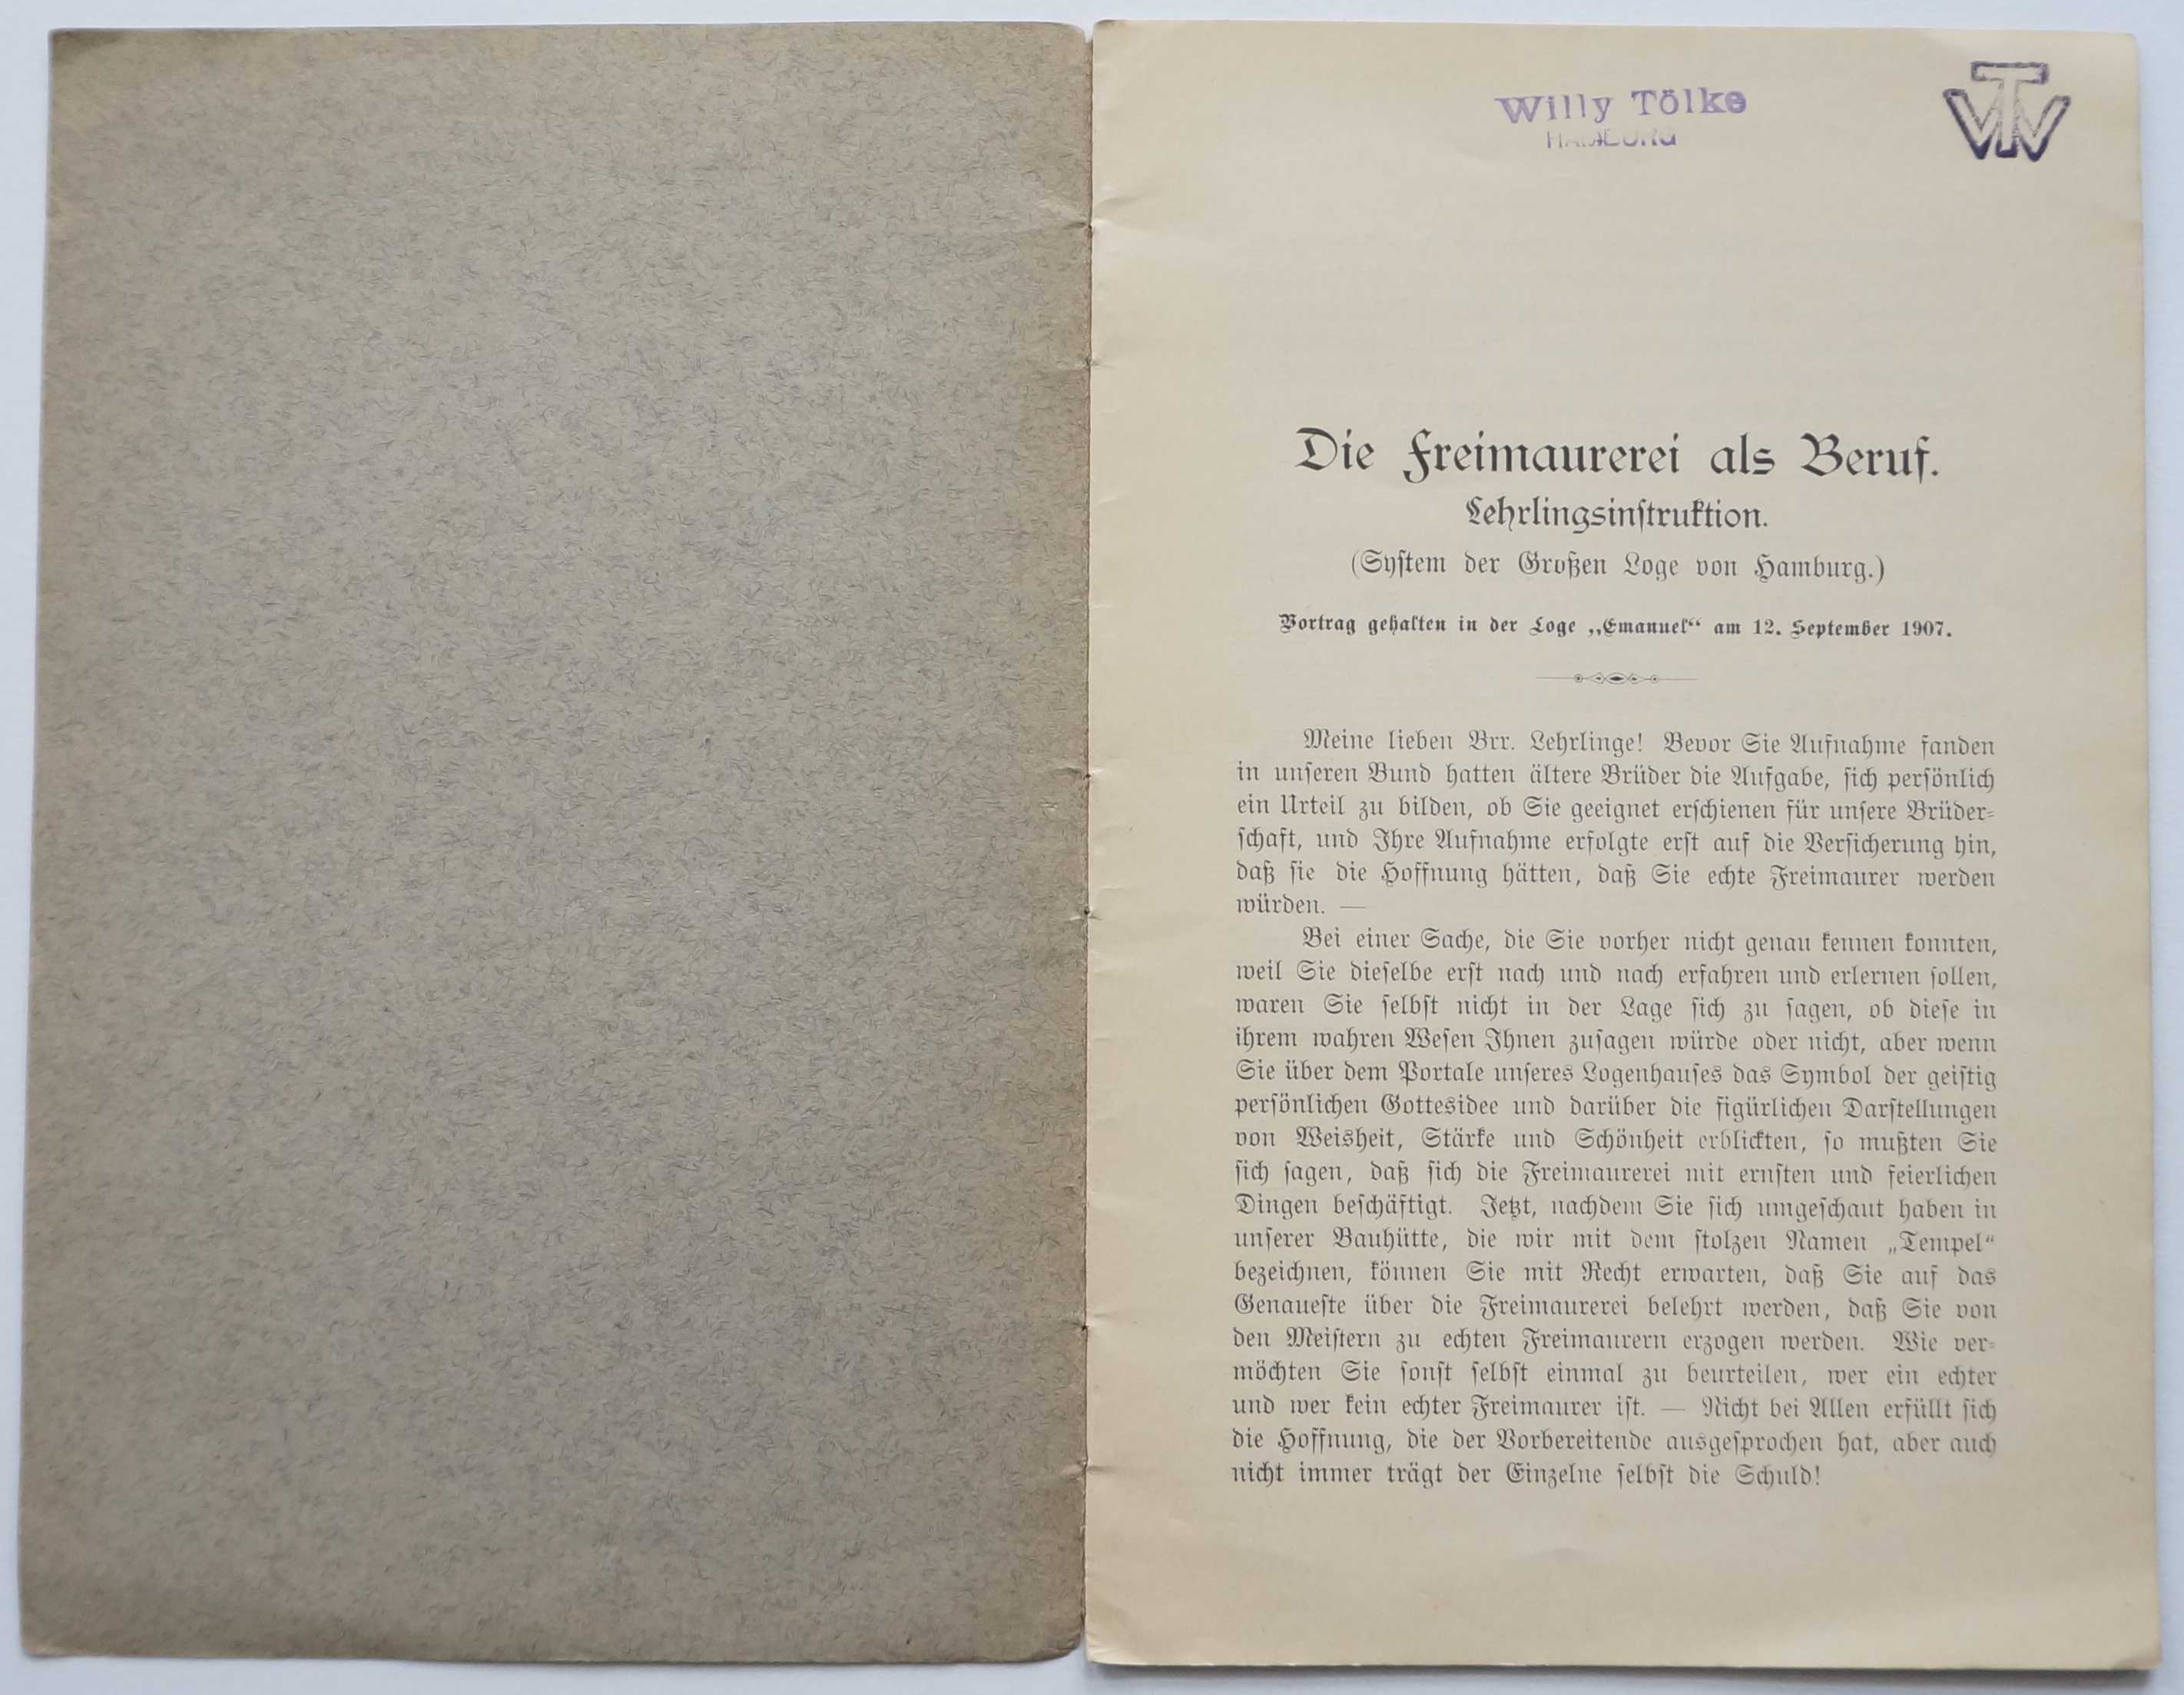 Willy Tölke
HAMBURG
WT
Die Freimaurerei als Beruf.
Lehrlingsinſtruktion.
(Syſtem der Großen Loge von Hamburg.)
Vortrag gehalten in der Loge „Emanuel“ am 12. September 1907.
Meine lieben Brr. Lehrlinge! Bevor Sie Aufnahme fanden
in unſeren Bund hatten ältere Brüder die Aufgabe, ſich perſönlich
ein Urteil zu bilden, ob Sie geeignet erſchienen für unſere Brüder-
ſchaft, und Ihre Aufnahme erfolgte erſt auf die Verſicherung hin,
daß ſie die Hoffnung hätten, daß Sie echte Freimaurer werden
würden. —
Bei einer Sache, die Sie vorher nicht genau kennen konnten,
weil Sie dieſelbe erſt nach und nach erfahren und erlernen ſollen,
waren Sie ſelbſt nicht in der Lage ſich zu ſagen, ob dieſe in
ihrem wahren Weſen Ihnen zuſagen würde oder nicht, aber wenn
Sie über dem Portale unſeres Logenhauſes das Symbol der geiſtig
perſönlichen Gottesidee und darüber die figürlichen Darſtellungen
von Weisheit, Stärke und Schönheit erblickten, ſo mußten Sie
ſich ſagen, daß ſich die Freimaurerei mit ernſten und feierlichen
Dingen beſchäftigt. Jetzt, nachdem Sie ſich umgeſchaut haben in
unſerer Bauhütte, die wir mit dem ſtolzen Namen „Tempel“
bezeichnen, können Sie mit Recht erwarten, daß Sie auf das
Genaueſte über die Freimaurerei belehrt werden, daß Sie von
den Meiſtern zu echten Freimaurern erzogen werden. Wie ver-
möchten Sie ſonſt ſelbſt einmal zu beurteilen, wer ein echter
und wer kein echter Freimaurer iſt. — Nicht bei Allen erfüllt ſich
die Hoffnung, die der Vorbereitende ausgeſprochen hat, aber auch
nicht immer trägt der Einzelne ſelbſt die Schuld!